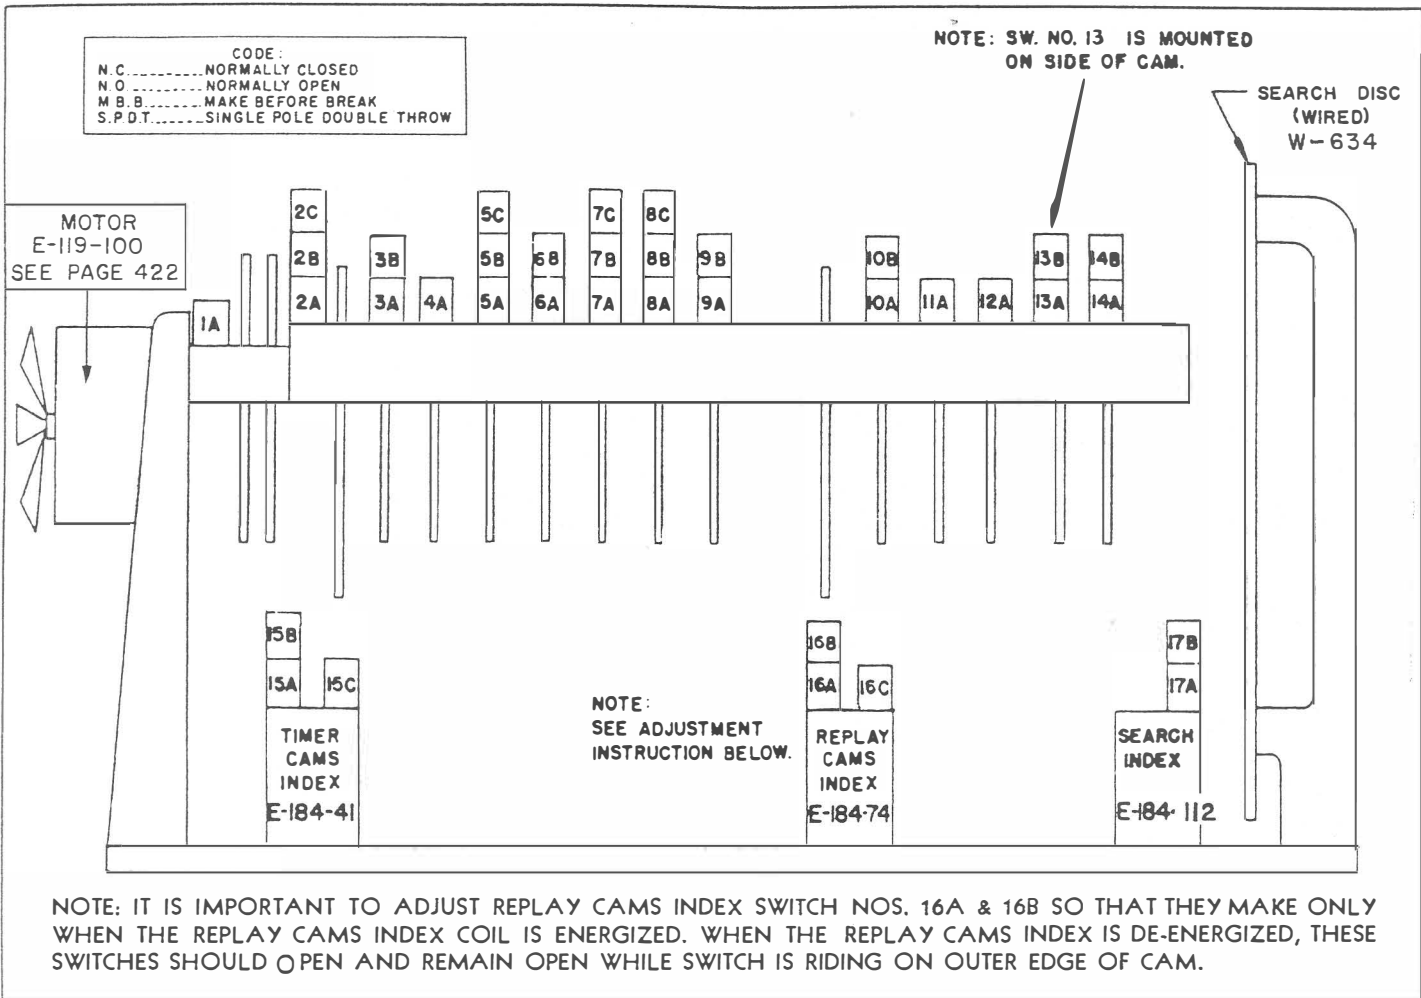 NOTE: SW. NO. 13 IS MOUNTED
ON SIDE OF CAM.
CODE:
N.C.......... NORMALLY CLOSED
N.O.......... NORMALLY OPEN
M.B.B....... MAKE BEFORE BREAK
S.P.D.T....... SINGLE POLE DOUBLE THROW
SEARCH DISC
(WIRED)
W-634
MOTOR
E-119-100
SEE PAGE 422
2C 5C 7C 8C
2B 3B 5B 6B 7B 8B 9B 10B 13B 14B
1A 2A 3A 4A 5A 6A 7A 8A 9A 10A 11A 12A 13A 14A
15B 16B 17B
15A 15C 16A 16C 17A
NOTE:
SEE ADJUSTMENT
INSTRUCTION BELOW.
TIMER
CAMS
INDEX
E-184-41
REPLAY
CAMS
INDEX
E-184-74
SEARCH
INDEX
E-184-112
NOTE: IT IS IMPORTANT TO ADJUST REPLAY CAMS INDEX SWITCH NOS. 16A & 16B SO THAT THEY MAKE ONLY
WHEN THE REPLAY CAMS INDEX COIL IS ENERGIZED. WHEN THE REPLAY CAMS INDEX IS DE-ENERGIZED, THESE
SWITCHES SHOULD OPEN AND REMAIN OPEN WHILE SWITCH IS RIDING ON OUTER EDGE OF CAM.